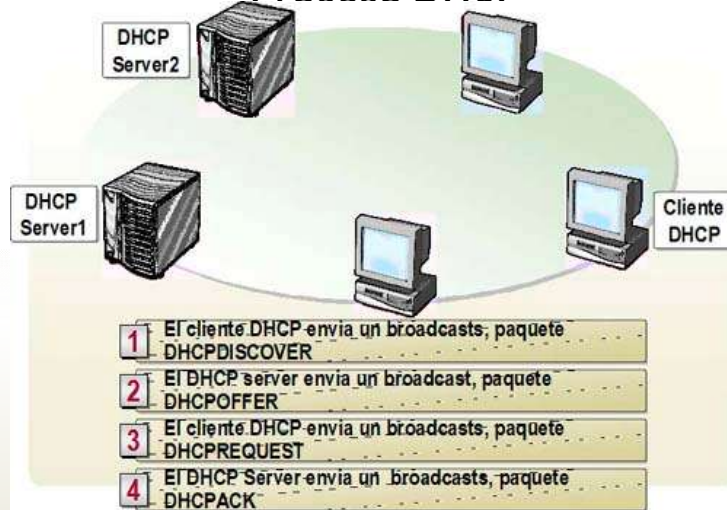 DHCP
Server2
DHCP
Server1
Cliente
DHCP
1 El cliente DHCP envia un broadcasts, paquete
DHCPDISCOVER
2 El DHCP server envia un broadcast, paquete
DHCPOFFER
3 El cliente DHCP envia un broadcasts, paquete
DHCPREQUEST
4 El DHCP Server envia un broadcasts, paquete
DHCPACK